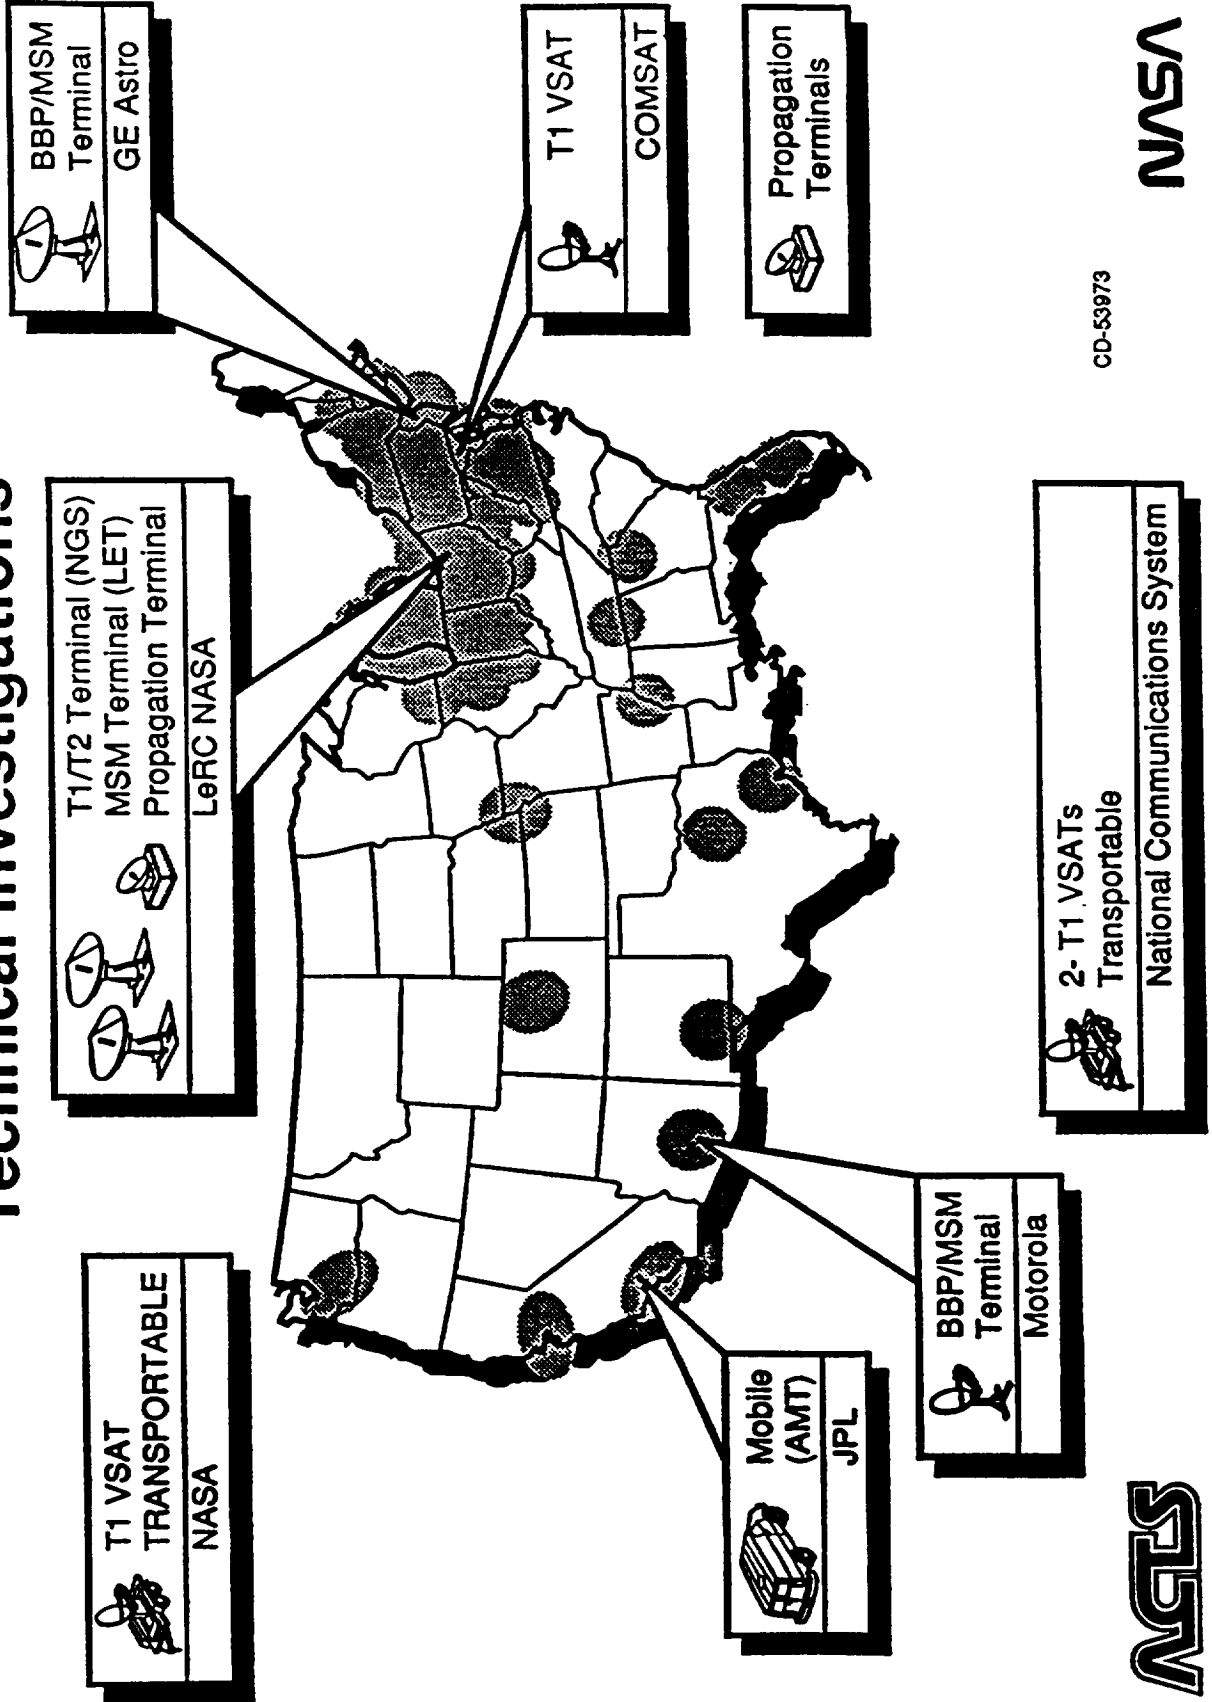 Technical Investigations
T1 VSAT
TRANSPORTABLE
NASA
T1/T2 Terminal (NGS)
MSM Terminal (LET)
Propagation Terminal
LeRC NASA
BBP/MSM
Terminal
GE Astro
T1 VSAT
COMSAT
Propagation
Terminals
Mobile
(AMT)
JPL
BBP/MSM
Terminal
Motorola
2- T1 VSATs
Transportable
National Communications System
CD-53973
ACTS
NASA